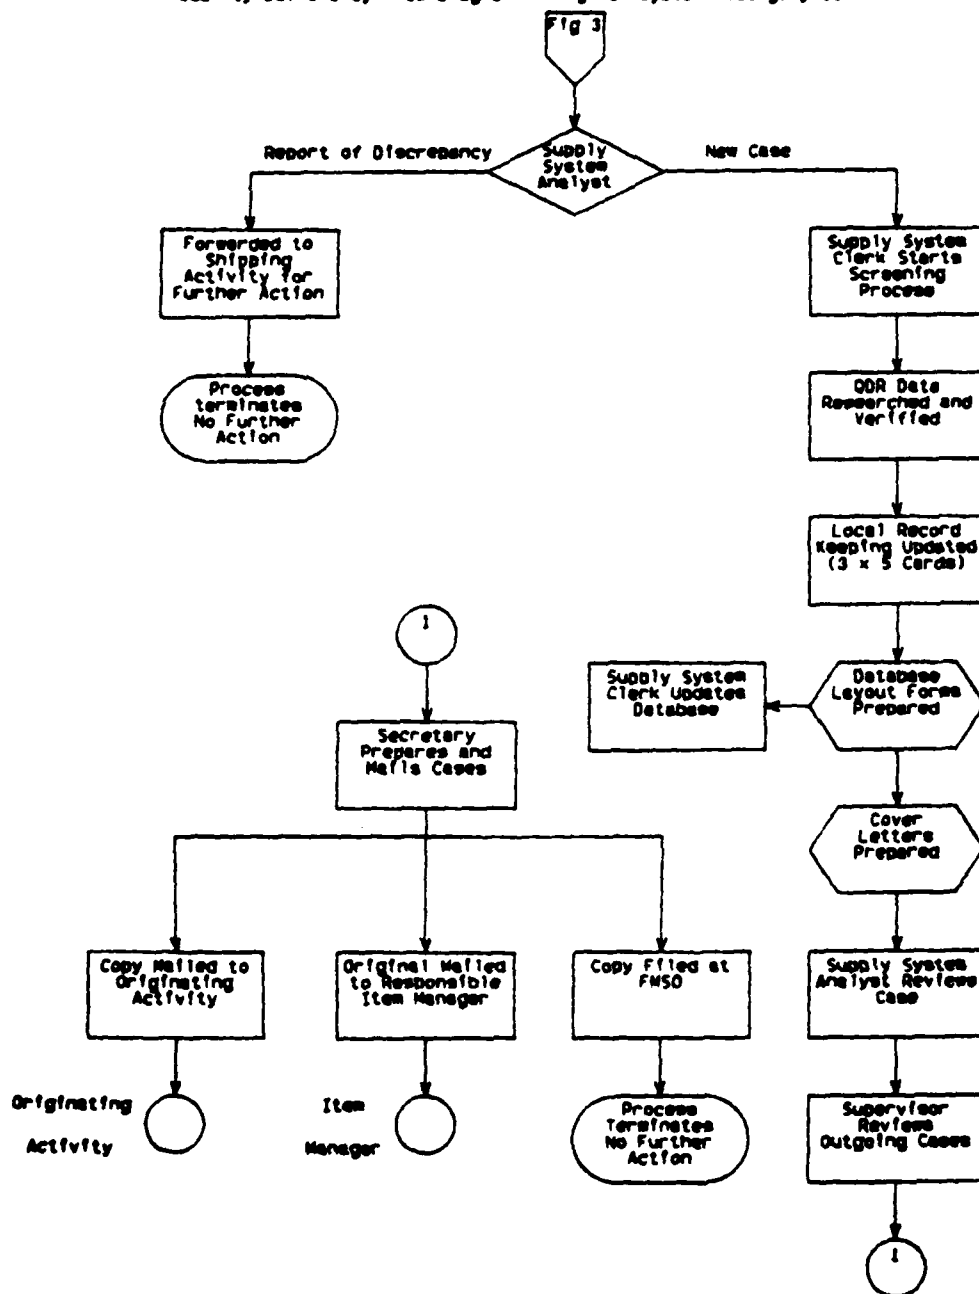 Fig 3
Report of Discrepancy
Supply
System
Analyst
New Case
Forwarded to
Shipping
Activity for
Further Action
Supply System
Clerk Starts
Screening
Process
Process
terminates
No Further
Action
QDR Data
Researched and
Verified
Local Record
Keeping Updated
(3 x 5 Cards)
1
Supply System
Clerk Updates
Database
Database
Layout Forms
Prepared
Secretary
Prepares and
Mails Cases
Cover
Letters
Prepared
Copy Mailed to
Originating
Activity
Original Mailed
to Responsible
Item Manager
Copy Filed at
FMSO
Supply System
Analyst Reviews
Case
Originating
Activity
Item
Manager
Process
Terminates
No Further
Action
Supervisor
Reviews
Outgoing Cases
1